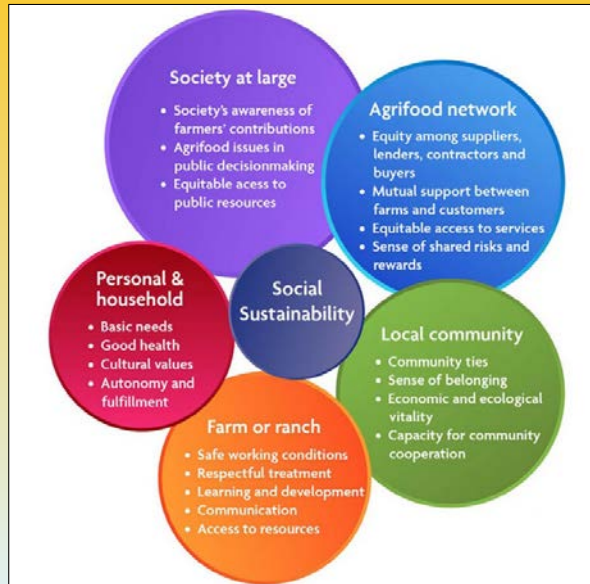 Society at large
• Society's awareness of
farmers' contributions
• Agrifood issues in
public decisionmaking
• Equitable acess to
public resources
Agrifood network
• Equity among suppliers,
lenders, contractors and
buyers
• Mutual support between
farms and customers
• Equitable access to services
• Sense of shared risks and
rewards
Personal &
household
• Basic needs
• Good health
• Cultural values
• Autonomy and
fulfillment
Social
Sustainability
Local community
• Community ties
• Sense of belonging
• Economic and ecological
vitality
• Capacity for community
cooperation
Farm or ranch
• Safe working conditions
• Respectful treatment
• Learning and development
• Communication
• Access to resources